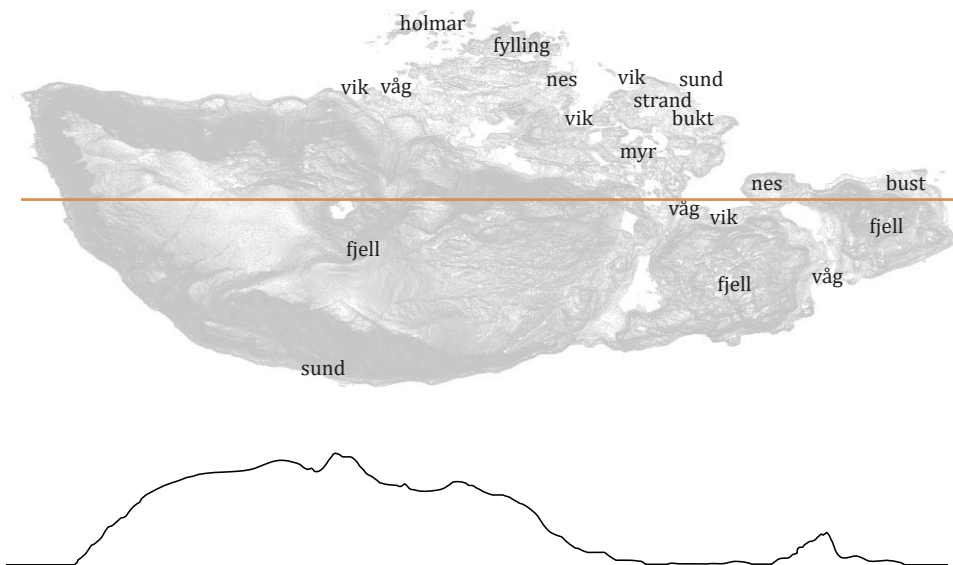 holmar
fylling
vik våg
nes
vik
sund
strand
vik
bukt
myr
nes
bust
våg
vik
fjell
fjell
fjell
våg
sund